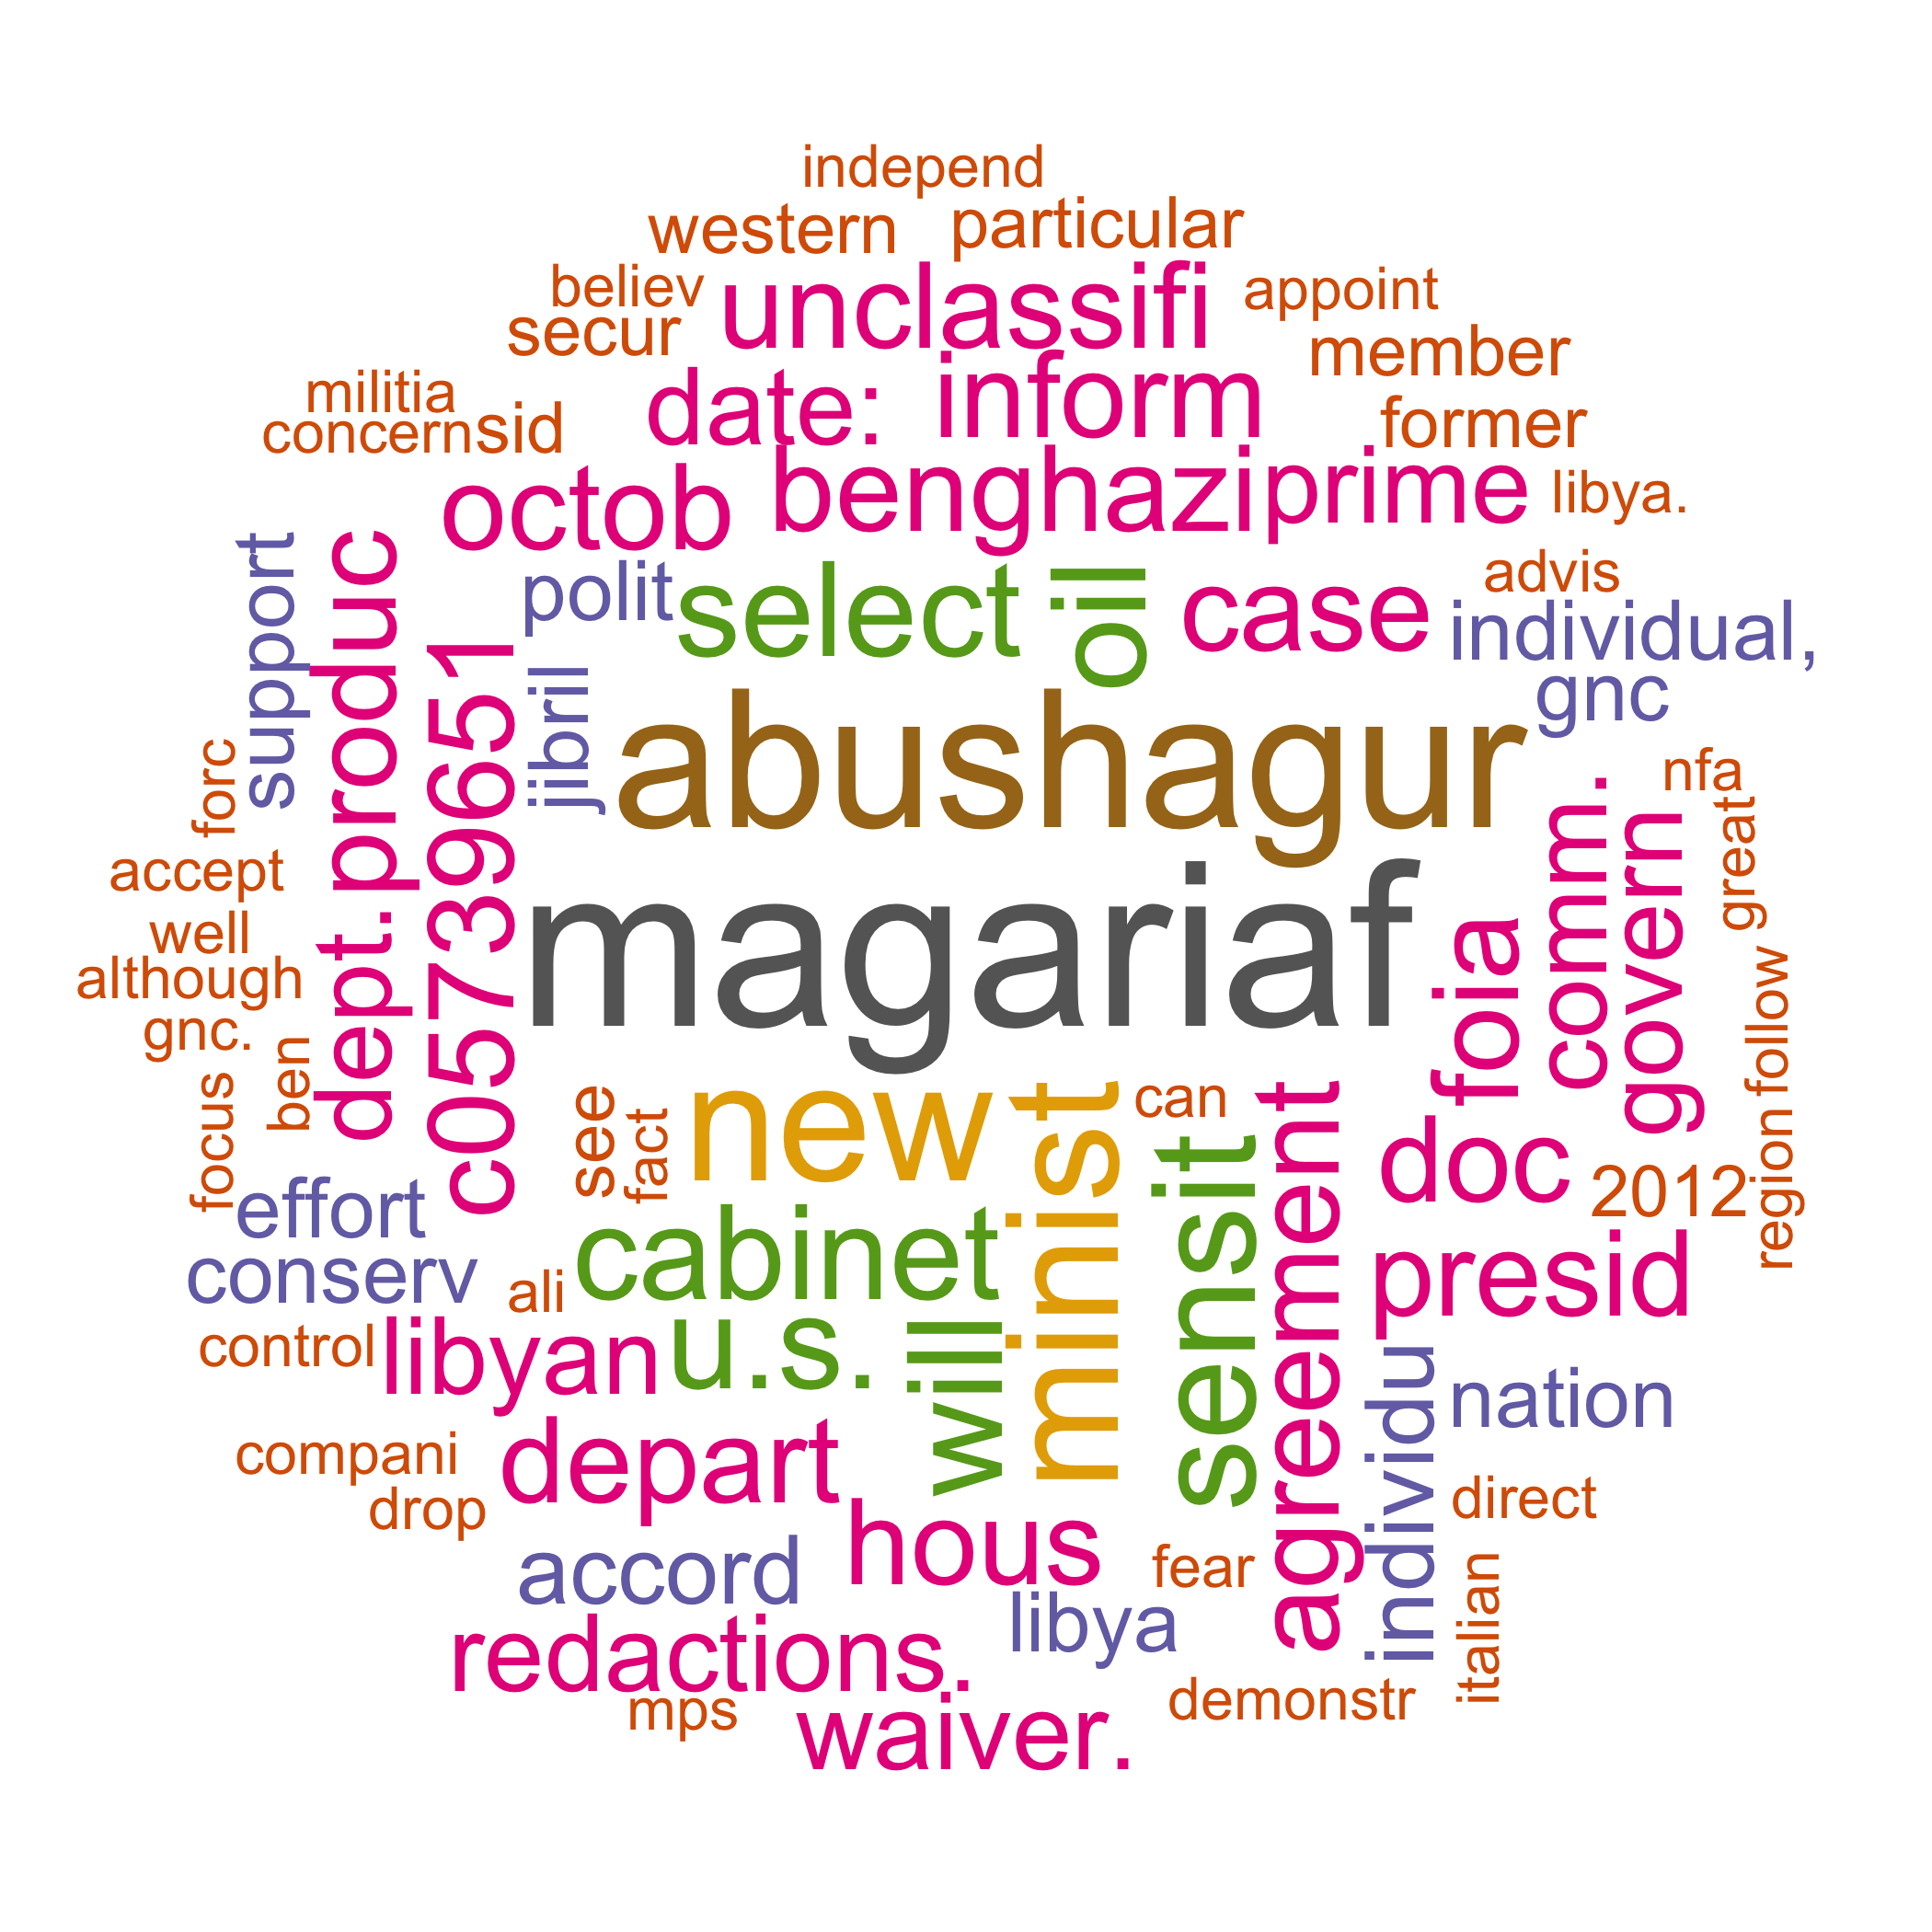 independ
western particular
believ unclassifi appoint
secur member
militia date: inform former
concern sid
octob benghazi prime libya.
support produc polit select oil case advis
individual,
c05739651 jibril abushagur gnc
forc nfa
accept dept. magariaf comm. govern great
well foia
although follow
gnc.
focus ben see fact new minist can sensit agreement doc 2012 region
effort
conserv ali cabinet presid
control libyan u.s. will individu nation
compani depart direct
drop hous
accord fear italian
redactions. libya
mps waiver. demonstr